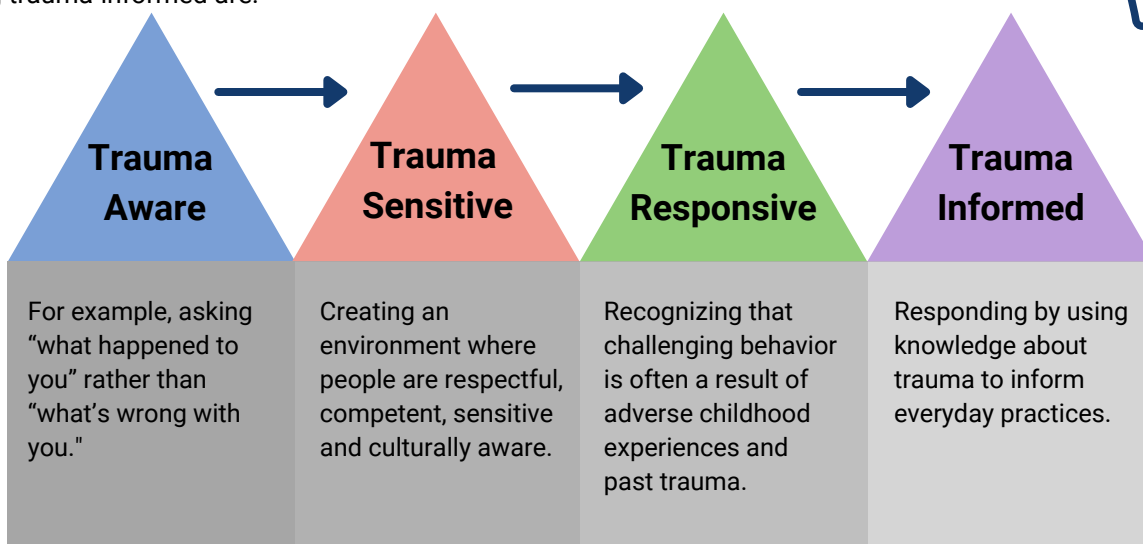 trauma informed are:
Trauma
Aware
Trauma
Sensitive
Trauma
Responsive
Trauma
Informed
For example, asking
“what happened to
you” rather than
“what’s wrong with
you."
Creating an
environment where
people are respectful,
competent, sensitive
and culturally aware.
Recognizing that
challenging behavior
is often a result of
adverse childhood
experiences and
past trauma.
Responding by using
knowledge about
trauma to inform
everyday practices.